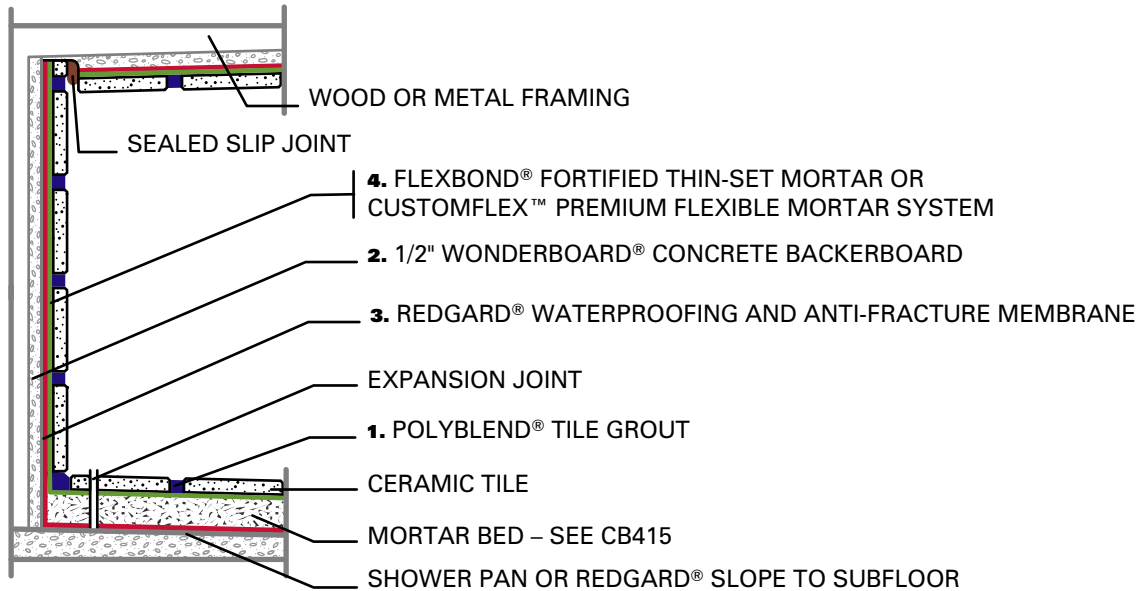 WOOD OR METAL FRAMING
SEALED SLIP JOINT
4. FLEXBOND® FORTIFIED THIN-SET MORTAR OR
CUSTOMFLEX™ PREMIUM FLEXIBLE MORTAR SYSTEM
2. 1/2" WONDERBOARD® CONCRETE BACKERBOARD
3. REDGARD® WATERPROOFING AND ANTI-FRACTURE MEMBRANE
EXPANSION JOINT
1. POLYBLEND® TILE GROUT
CERAMIC TILE
MORTAR BED – SEE CB415
SHOWER PAN OR REDGARD® SLOPE TO SUBFLOOR